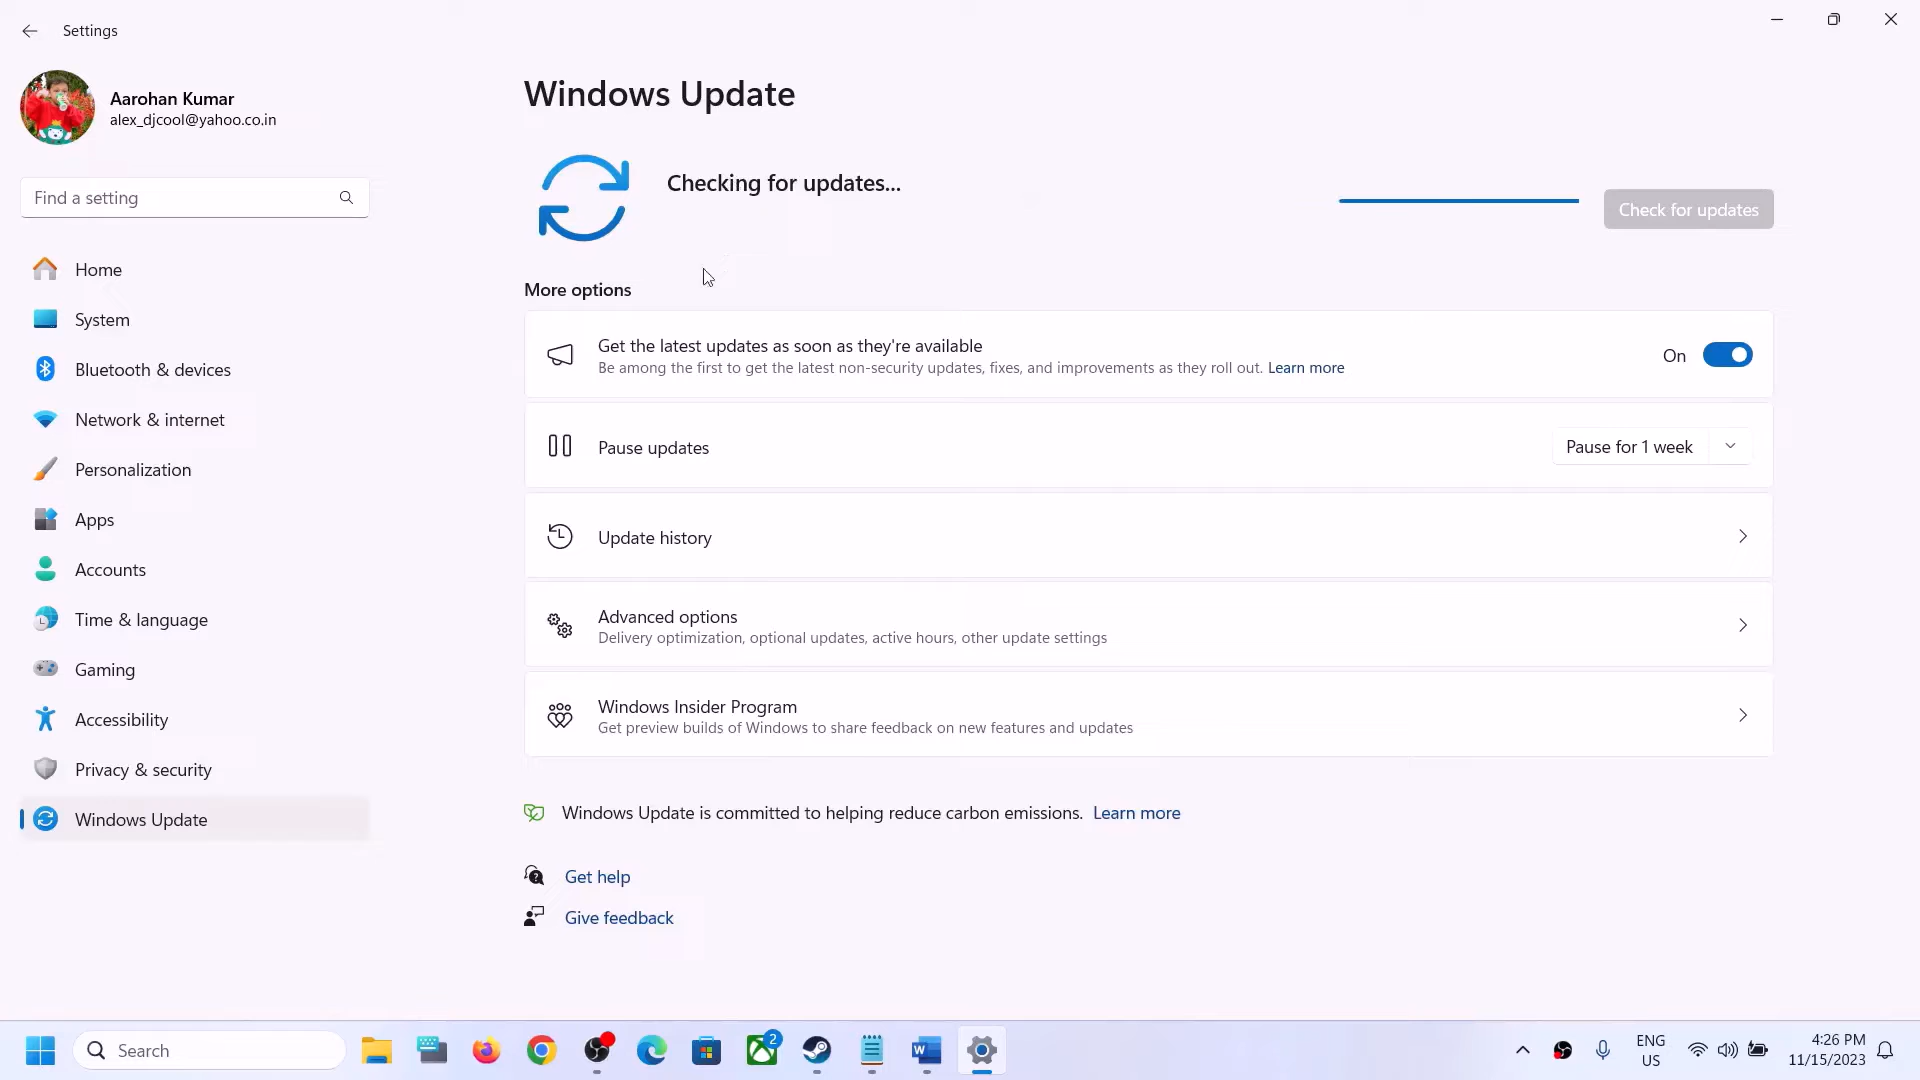 Settings
Aarohan Kumar
alex_djcool@yahoo.co.in
Find a setting
Home
System
Bluetooth & devices
Network & internet
Personalization
Apps
Accounts
Time & language
Gaming
Accessibility
Privacy & security
Windows Update
Windows Update
Checking for updates...
Check for updates
More options
Get the latest updates as soon as they're available
Be among the first to get the latest non-security updates, fixes, and improvements as they roll out. Learn more
On
Pause updates
Pause for 1 week
Update history
Advanced options
Delivery optimization, optional updates, active hours, other update settings
Windows Insider Program
Get preview builds of Windows to share feedback on new features and updates
Windows Update is committed to helping reduce carbon emissions. Learn more
Get help
Give feedback
Search
2
ENG
US
4:26 PM
11/15/2023